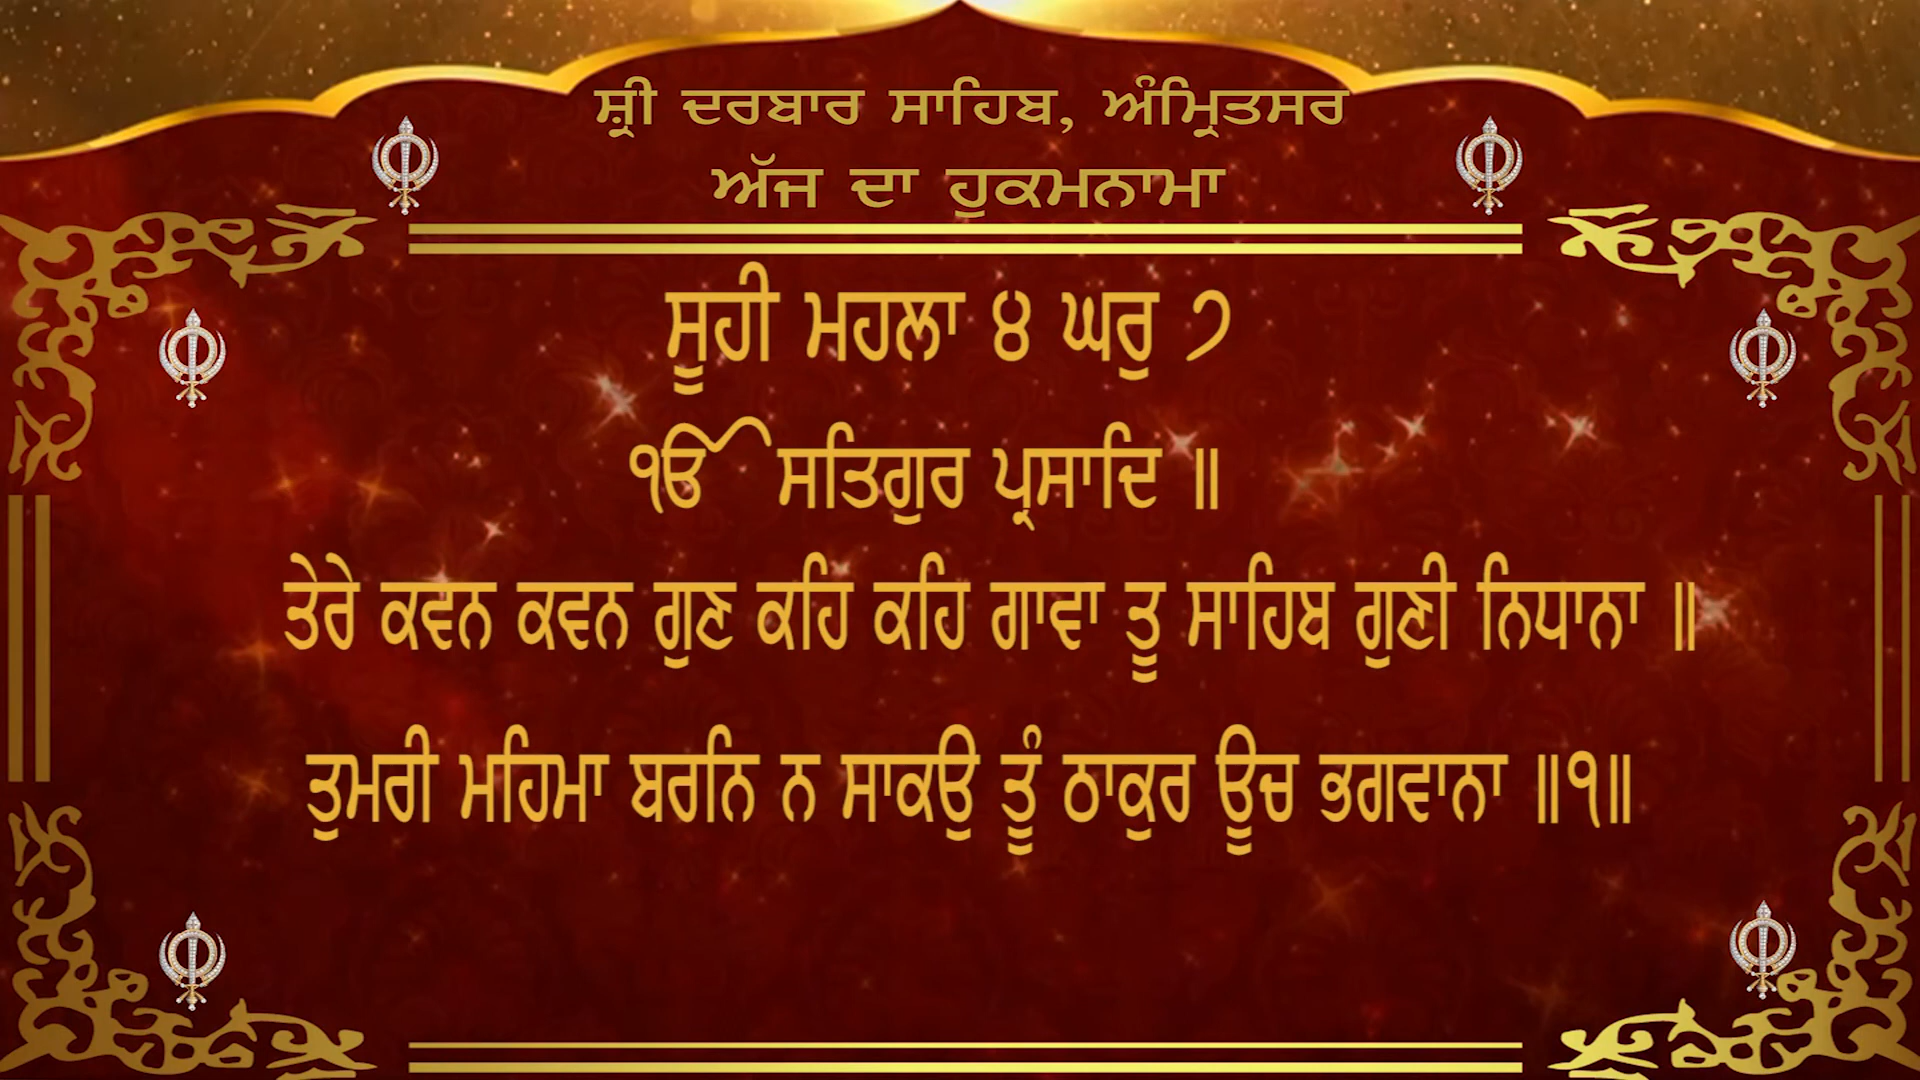 ਸ਼੍ਰੀ ਦਰਬਾਰ ਸਾਹਿਬ, ਅੰਮ੍ਰਿਤਸਰ
ਅੱਜ ਦਾ ਹੁਕਮਨਾਮਾ
ਸੂਹੀ ਮਹਲਾ ੪ ਘਰੁ ੭
ੴ ਸਤਿਗੁਰ ਪ੍ਰਸਾਦਿ ॥
ਤੇਰੇ ਕਵਨ ਕਵਨ ਗੁਣ ਕਹਿ ਕਹਿ ਗਾਵਾ ਤੂ ਸਾਹਿਬ ਗੁਣੀ ਨਿਧਾਨਾ ॥
ਤੁਮਰੀ ਮਹਿਮਾ ਬਰਨਿ ਨ ਸਾਕਉ ਤੂੰ ਠਾਕੁਰ ਊਚ ਭਗਵਾਨਾ ॥੧॥